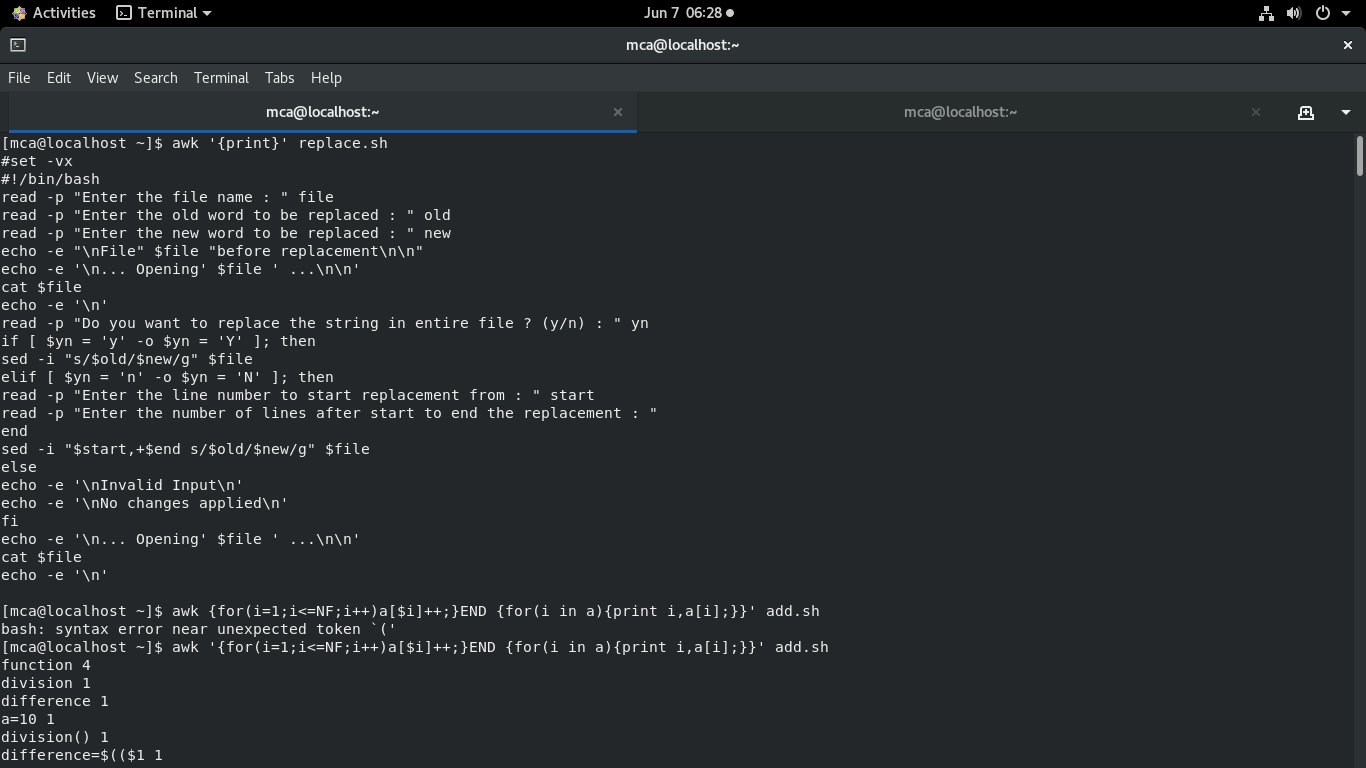 Activities Terminal Jun 7 06:28
mca@localhost:~
File Edit View Search Terminal Tabs Help
mca@localhost:~ mca@localhost:~
[mca@localhost ~]$ awk '{print}' replace.sh
#set -vx
#!/bin/bash
read -p "Enter the file name : " file
read -p "Enter the old word to be replaced : " old
read -p "Enter the new word to be replaced : " new
echo -e "\nFile" $file "before replacement\n\n"
echo -e '\n... Opening' $file ' ...\n\n'
cat $file
echo -e '\n'
read -p "Do you want to replace the string in entire file ? (y/n) : " yn
if [ $yn = 'y' -o $yn = 'Y' ]; then
sed -i "s/$old/$new/g" $file
elif [ $yn = 'n' -o $yn = 'N' ]; then
read -p "Enter the line number to start replacement from : " start
read -p "Enter the number of lines after start to end the replacement : "
end
sed -i "$start,+$end s/$old/$new/g" $file
else
echo -e '\nInvalid Input\n'
echo -e '\nNo changes applied\n'
fi
echo -e '\n... Opening' $file ' ...\n\n'
cat $file
echo -e '\n'
[mca@localhost ~]$ awk {for(i=1;i<=NF;i++)a[$i]++;}END {for(i in a){print i,a[i];}}' add.sh
bash: syntax error near unexpected token `('
[mca@localhost ~]$ awk '{for(i=1;i<=NF;i++)a[$i]++;}END {for(i in a){print i,a[i];}}' add.sh
function 4
division 1
difference 1
a=10 1
division() 1
difference=$(($1 1